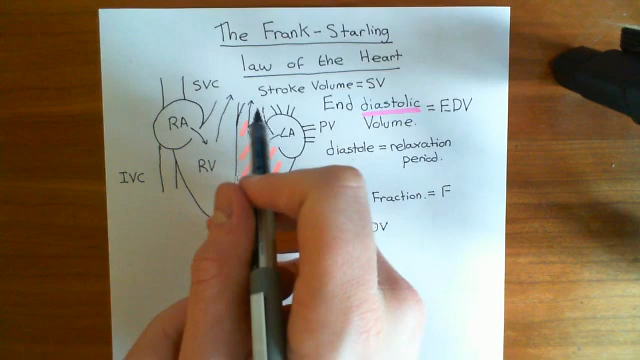 The Frank-Starling
law of the Heart
SVC
Stroke Volume = SV
End diastolic = EDV
Volume.
RA
LA
PV
diastole = relaxation
period.
RV
IVC
Fraction. = F
DV